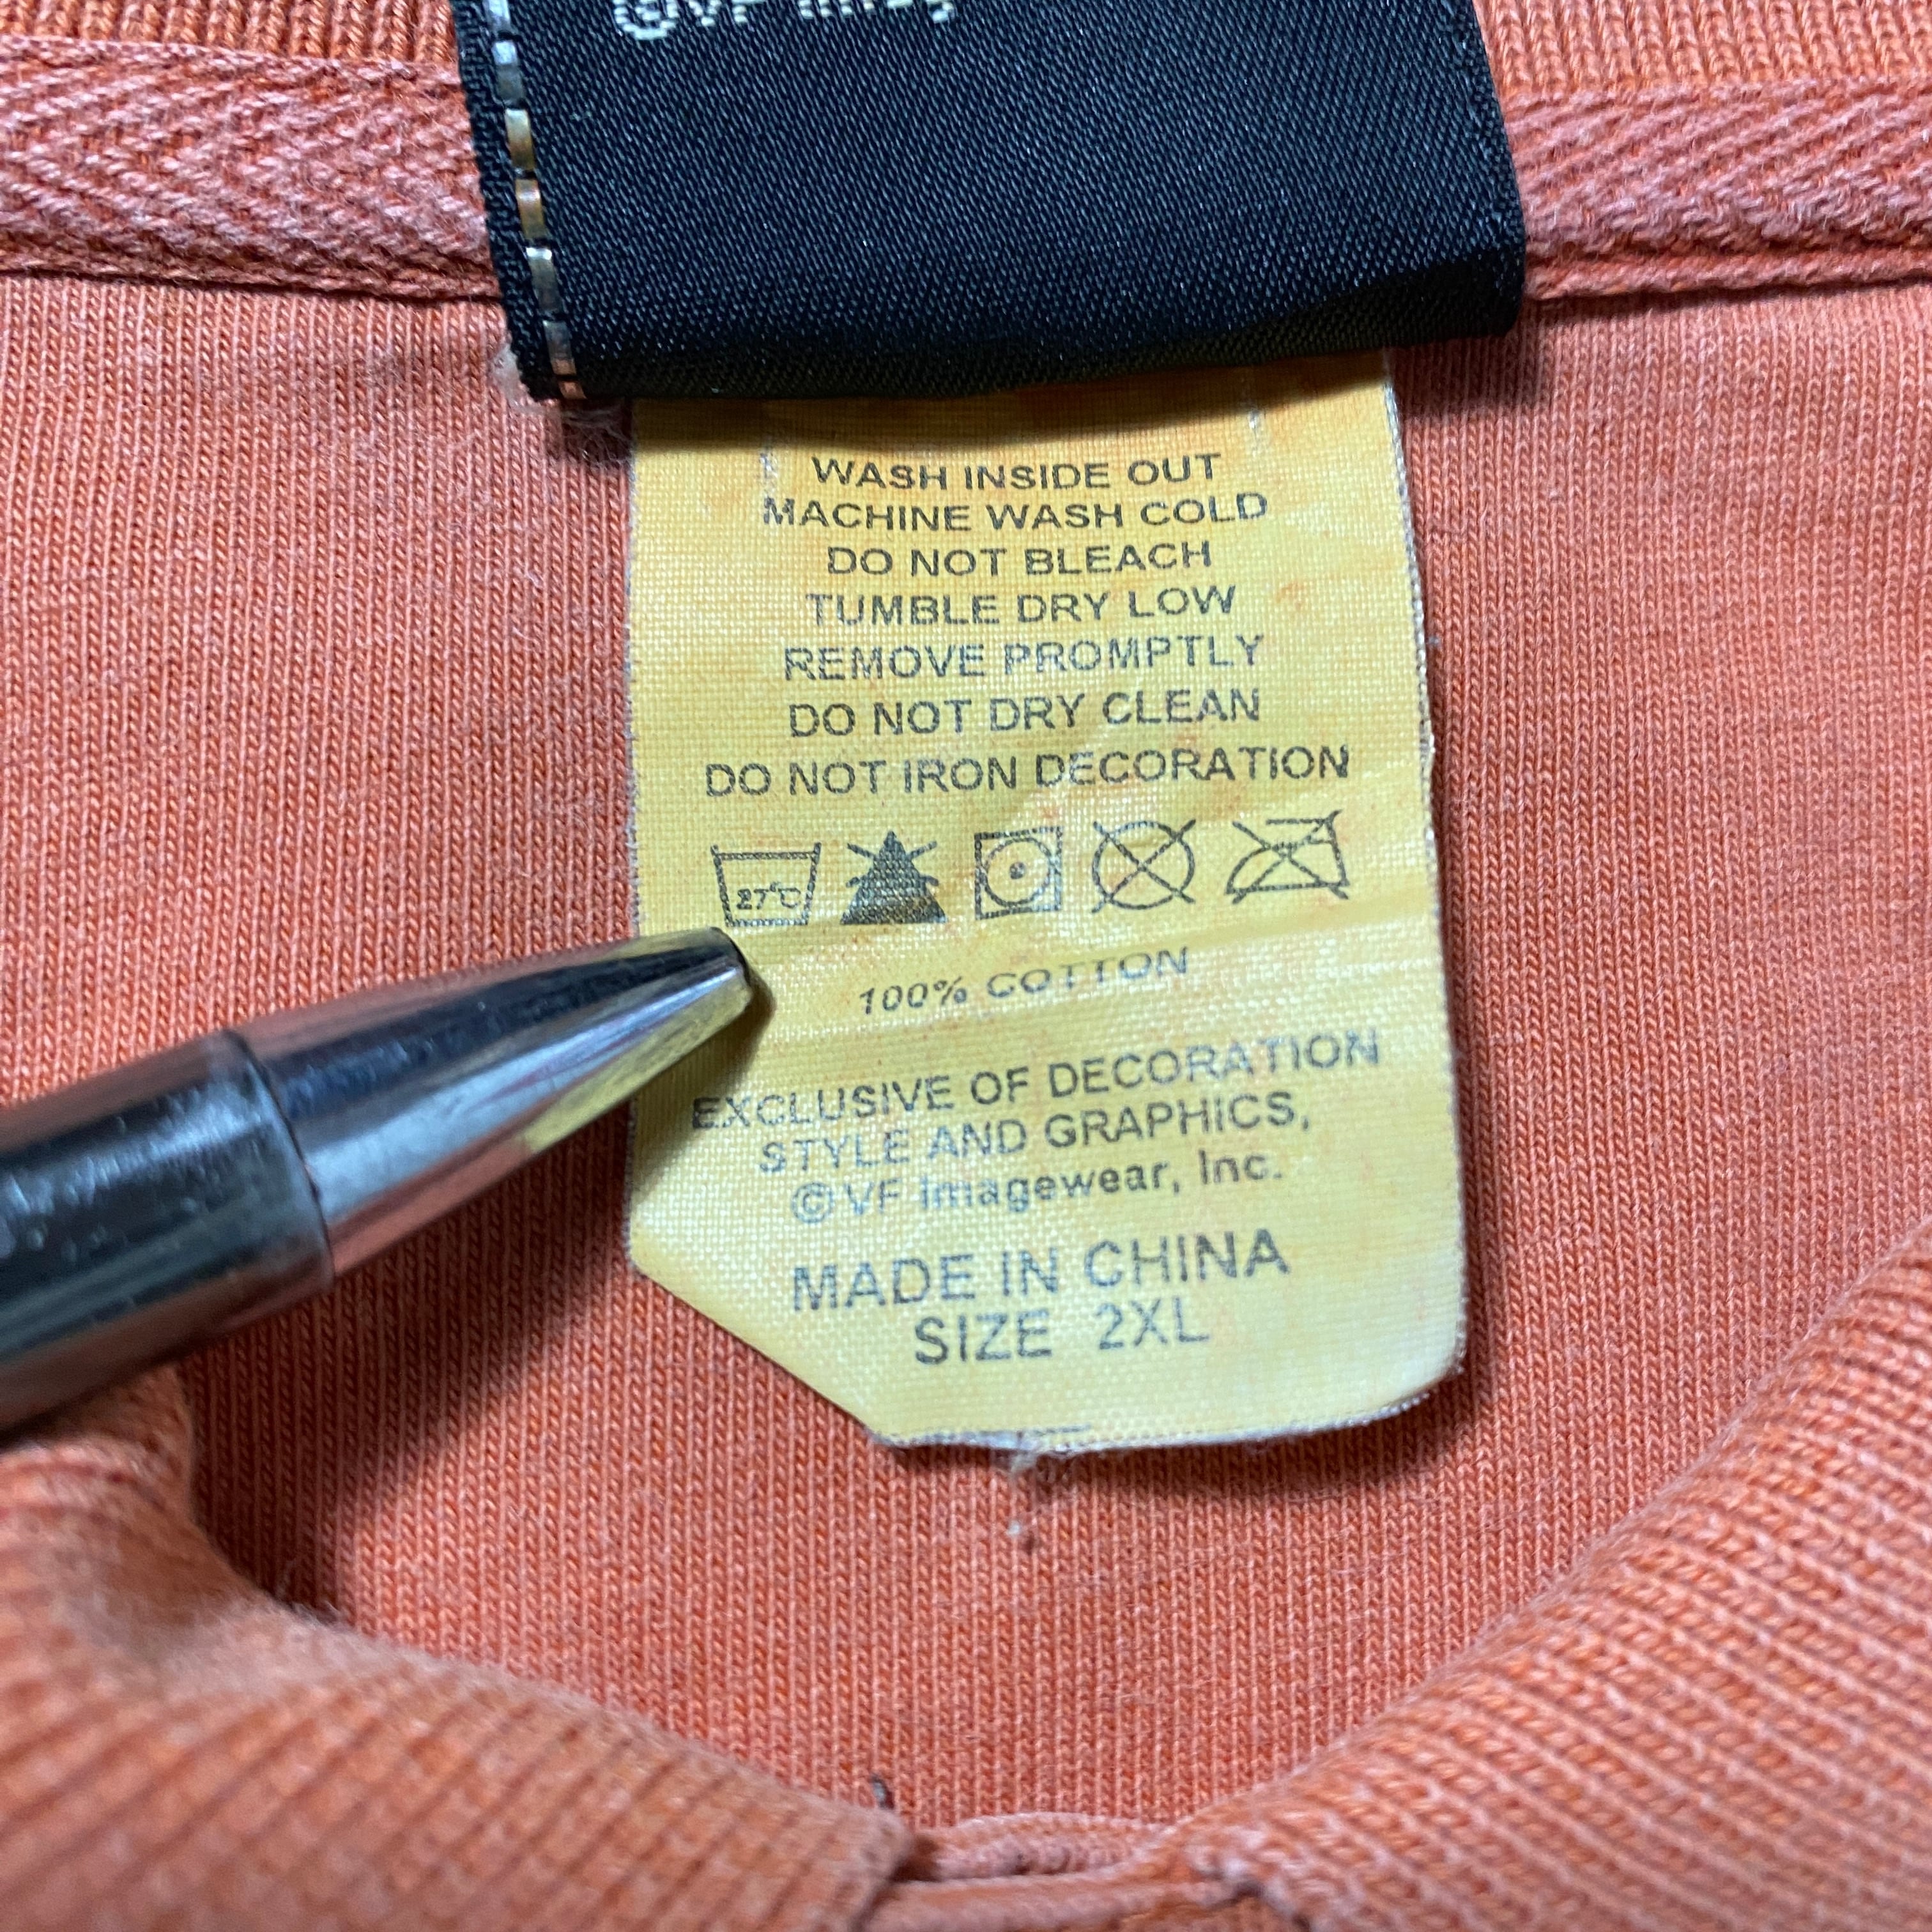 ©VF
WASH INSIDE OUT
MACHINE WASH COLD
DO NOT BLEACH
TUMBLE DRY LOW
REMOVE PROMPTLY
DO NOT DRY CLEAN
DO NOT IRON DECORATION
27°C
100% COTTON
EXCLUSIVE OF DECORATION
STYLE AND GRAPHICS,
©VF Imagewear, Inc.
MADE IN CHINA
SIZE 2XL